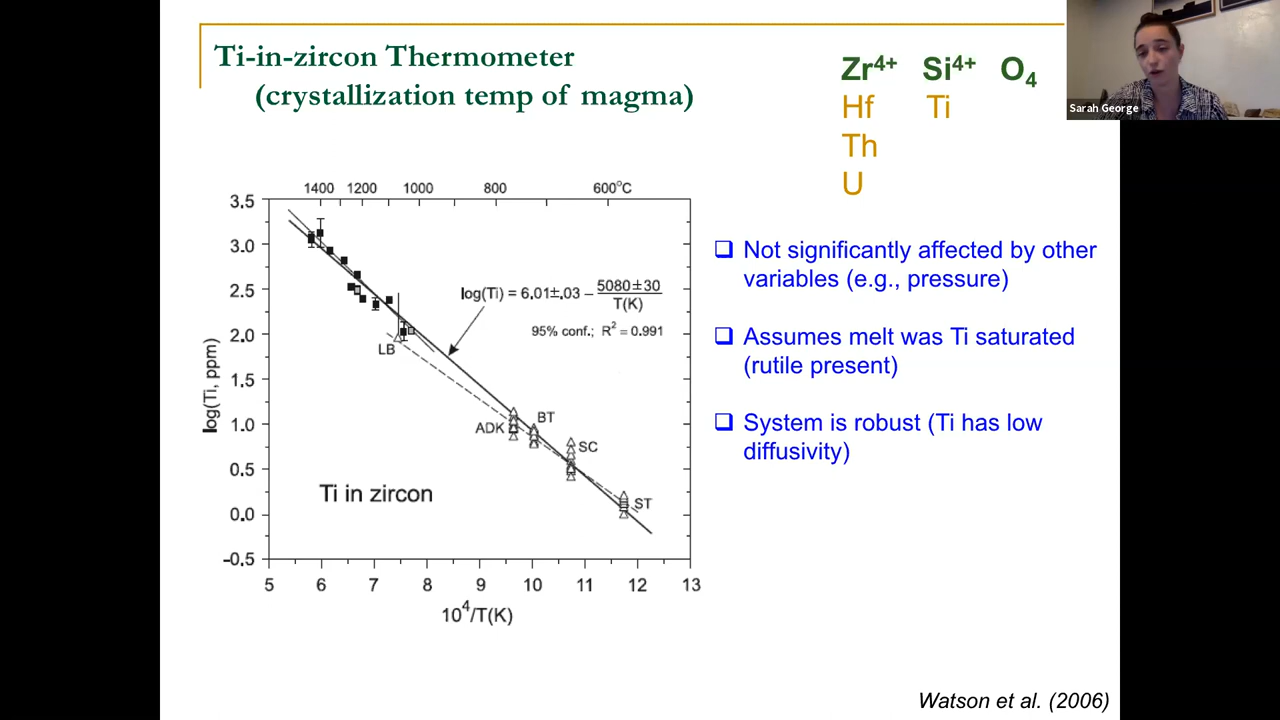 Ti-in-zircon Thermometer
(crystallization temp of magma)
Zr4+ Si4+ O4
Hf Ti
Th
U
Sarah George
1400 1200 1000 800 600°C
3.5
3.0
2.5
2.0
1.5
1.0
0.5
0.0
-0.5
log(Ti, ppm)
log(Ti) = 6.01±.03 – 5080±30
T(K)
95% conf.; R2 = 0.991
LB
ADK
BT
SC
ST
Ti in zircon
5 6 7 8 9 10 11 12 13
10^4/T(K)
❑ Not significantly affected by other
variables (e.g., pressure)
❑ Assumes melt was Ti saturated
(rutile present)
❑ System is robust (Ti has low
diffusivity)
Watson et al. (2006)